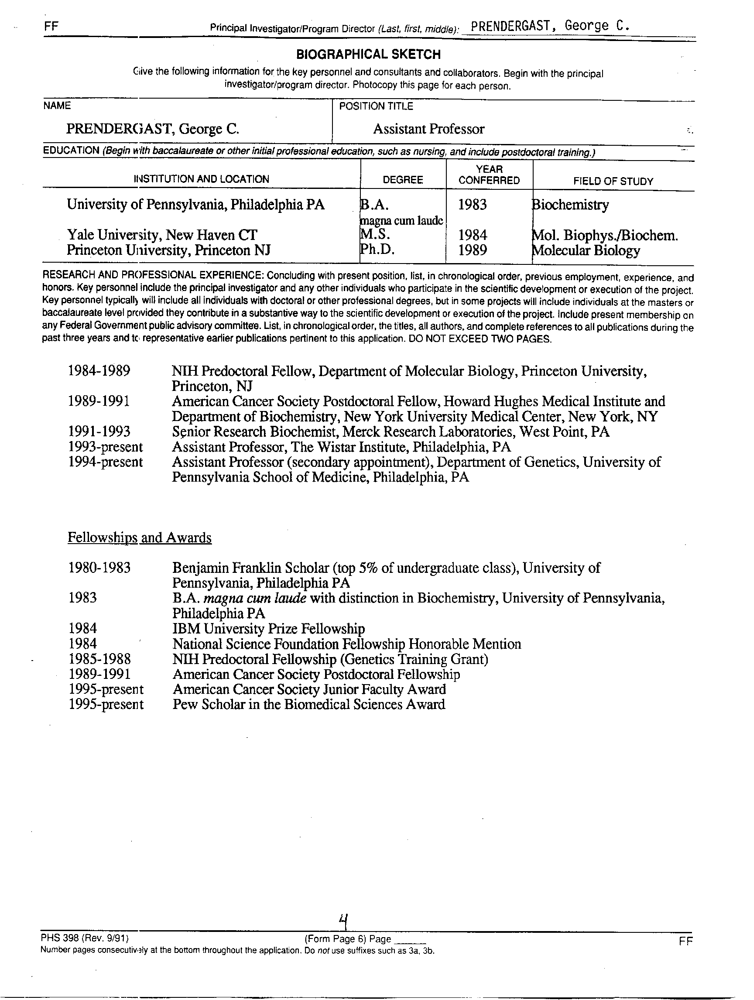 FF
Principal Investigator/Program Director (Last, first, middle): PRENDERGAST, George C.
BIOGRAPHICAL SKETCH
Give the following information for the key personnel and consultants and collaborators. Begin with the principal
investigator/program director. Photocopy this page for each person.
NAME
POSITION TITLE
PRENDERGAST, George C.
Assistant Professor
EDUCATION (Begin with baccalaureate or other initial professional education, such as nursing, and include postdoctoral training.)
INSTITUTION AND LOCATION
DEGREE
YEAR
CONFERRED
FIELD OF STUDY
University of Pennsylvania, Philadelphia PA
B.A.
magna cum laude
1983
Biochemistry
Yale University, New Haven CT
M.S.
1984
Mol. Biophys./Biochem.
Princeton University, Princeton NJ
Ph.D.
1989
Molecular Biology
RESEARCH AND PROFESSIONAL EXPERIENCE: Concluding with present position, list, in chronological order, previous employment, experience, and
honors. Key personnel include the principal investigator and any other individuals who participate in the scientific development or execution of the project.
Key personnel typically will include all individuals with doctoral or other professional degrees, but in some projects will include individuals at the masters or
baccalaureate level provided they contribute in a substantive way to the scientific development or execution of the project. Include present membership on
any Federal Government public advisory committee. List, in chronological order, the titles, all authors, and complete references to all publications during the
past three years and to representative earlier publications pertinent to this application. DO NOT EXCEED TWO PAGES.
1984-1989 NIH Predoctoral Fellow, Department of Molecular Biology, Princeton University,
Princeton, NJ
1989-1991 American Cancer Society Postdoctoral Fellow, Howard Hughes Medical Institute and
Department of Biochemistry, New York University Medical Center, New York, NY
1991-1993 Senior Research Biochemist, Merck Research Laboratories, West Point, PA
1993-present Assistant Professor, The Wistar Institute, Philadelphia, PA
1994-present Assistant Professor (secondary appointment), Department of Genetics, University of
Pennsylvania School of Medicine, Philadelphia, PA
Fellowships and Awards
1980-1983 Benjamin Franklin Scholar (top 5% of undergraduate class), University of
Pennsylvania, Philadelphia PA
1983 B.A. magna cum laude with distinction in Biochemistry, University of Pennsylvania,
Philadelphia PA
1984 IBM University Prize Fellowship
1984 National Science Foundation Fellowship Honorable Mention
1985-1988 NIH Predoctoral Fellowship (Genetics Training Grant)
1989-1991 American Cancer Society Postdoctoral Fellowship
1995-present American Cancer Society Junior Faculty Award
1995-present Pew Scholar in the Biomedical Sciences Award
4
PHS 398 (Rev. 9/91) (Form Page 6) Page ______ FF
Number pages consecutively at the bottom throughout the application. Do not use suffixes such as 3a, 3b.